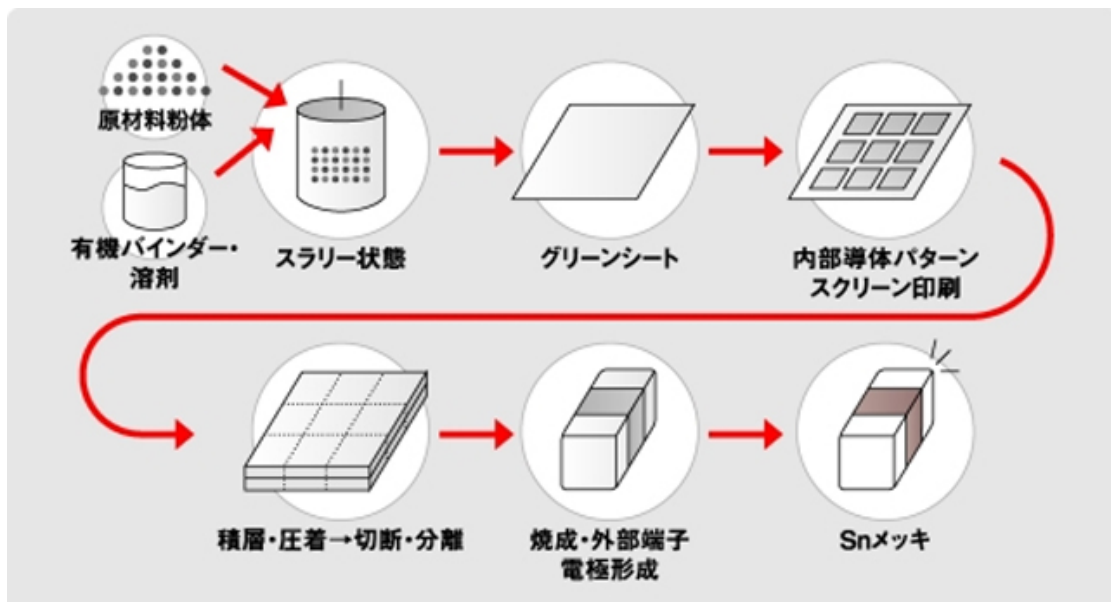 原材料粉体
有機バインダー・
溶剤
スラリー状態
グリーンシート
内部導体パターン
スクリーン印刷
積層・圧着→切断・分離
焼成・外部端子
電極形成
Snメッキ